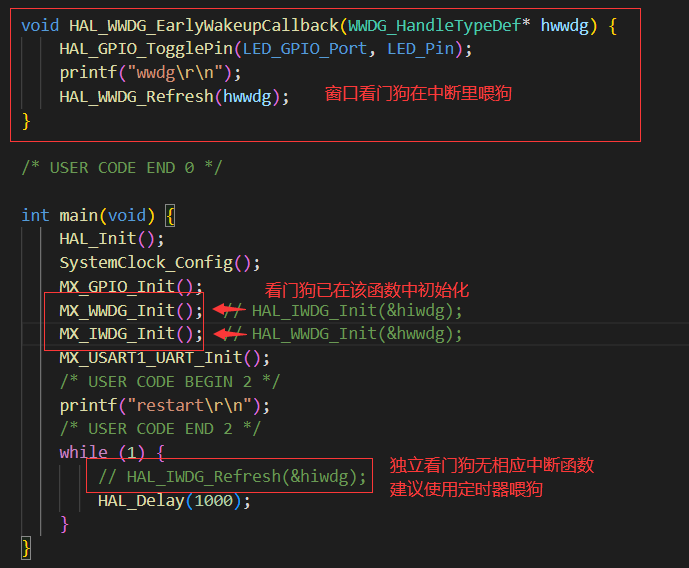 void HAL_WWDG_EarlyWakeupCallback(WWDG_HandleTypeDef* hwwdg) {
HAL_GPIO_TogglePin(LED_GPIO_Port, LED_Pin);
printf("wwdg\r\n");
HAL_WWDG_Refresh(hwwdg);
窗口看门狗在中断里喂狗
}
/* USER CODE END 0 */
int main(void) {
HAL_Init();
SystemClock_Config();
MX_GPIO_Init();
看门狗已在该函数中初始化
MX_WWDG_Init(); // HAL_IWDG_Init(&hiwdg);
MX_IWDG_Init(); // HAL_WWDG_Init(&hwwdg);
MX_USART1_UART_Init();
/* USER CODE BEGIN 2 */
printf("restart\r\n");
/* USER CODE END 2 */
while (1) {
// HAL_IWDG_Refresh(&hiwdg);
独立看门狗无相应中断函数
建议使用定时器喂狗
HAL_Delay(1000);
}
}